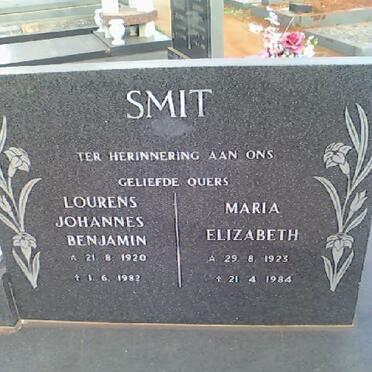 SMIT
TER HERINNERING AAN ONS
GELIEFDE OUERS
LOURENS
JOHANNES
BENJAMIN
* 21. 8. 1920
† 1. 6. 1982
MARIA
ELIZABETH
* 29. 8. 1923
† 21. 4. 1984